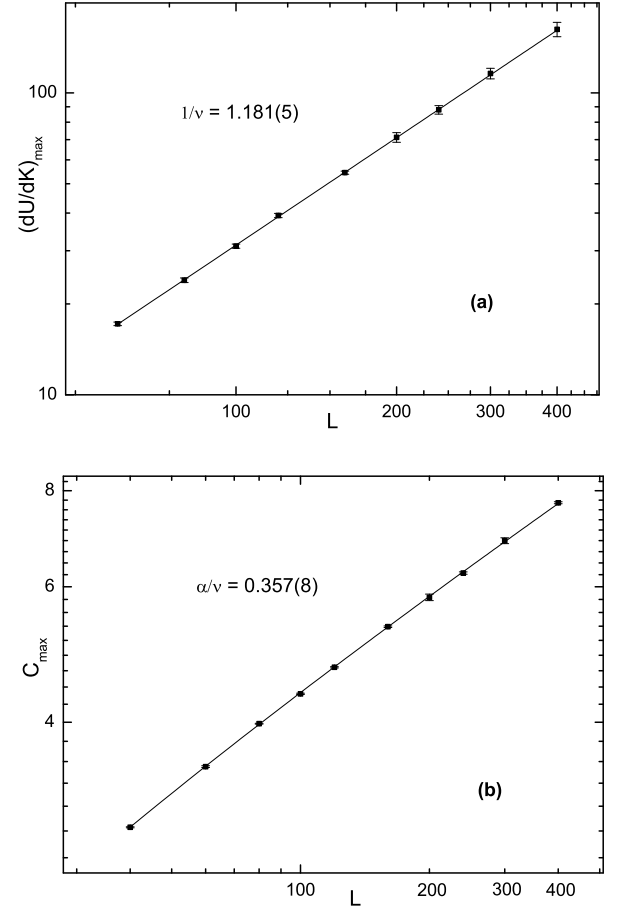 100
10
(dU/dK)max
1/ν = 1.181(5)
(a)
100
200
300
400
L
8
6
4
Cmax
α/ν = 0.357(8)
(b)
100
200
300
400
L